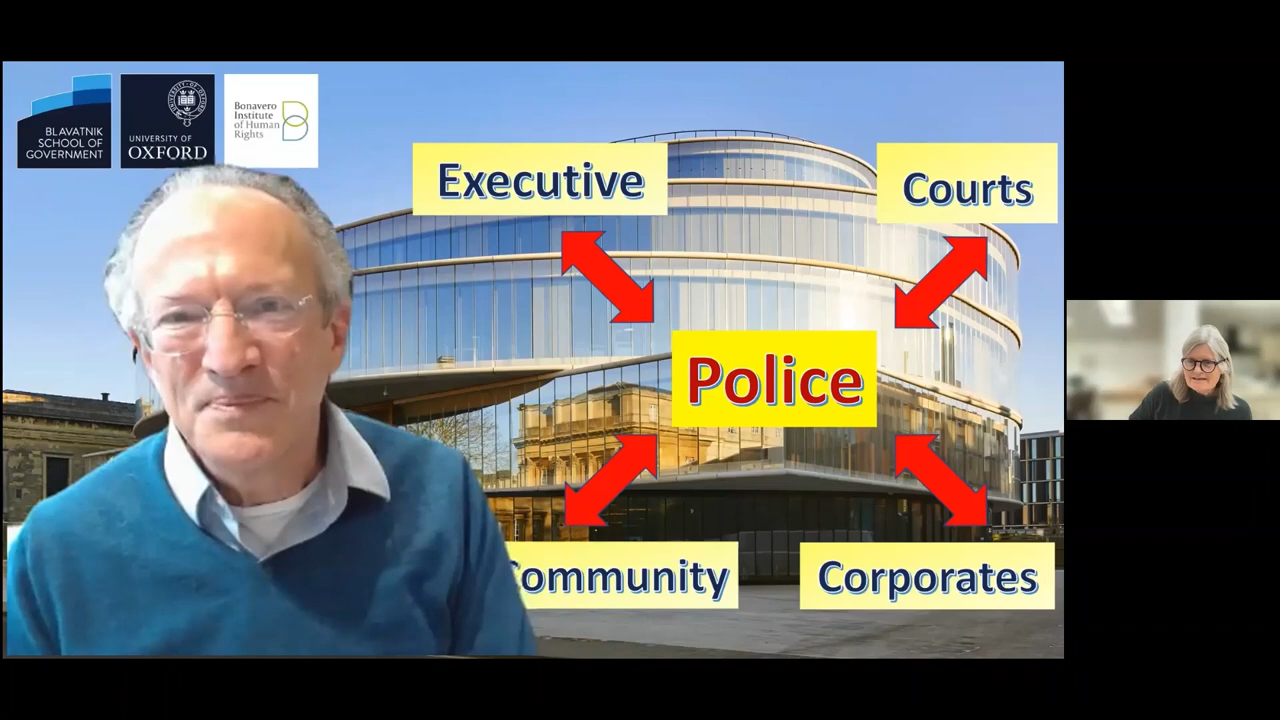 BLAVATNIK
SCHOOL OF
GOVERNMENT
UNIVERSITY OF
OXFORD
Bonavero
Institute
of Human
Rights
Executive
Courts
Police
ommunity
Corporates